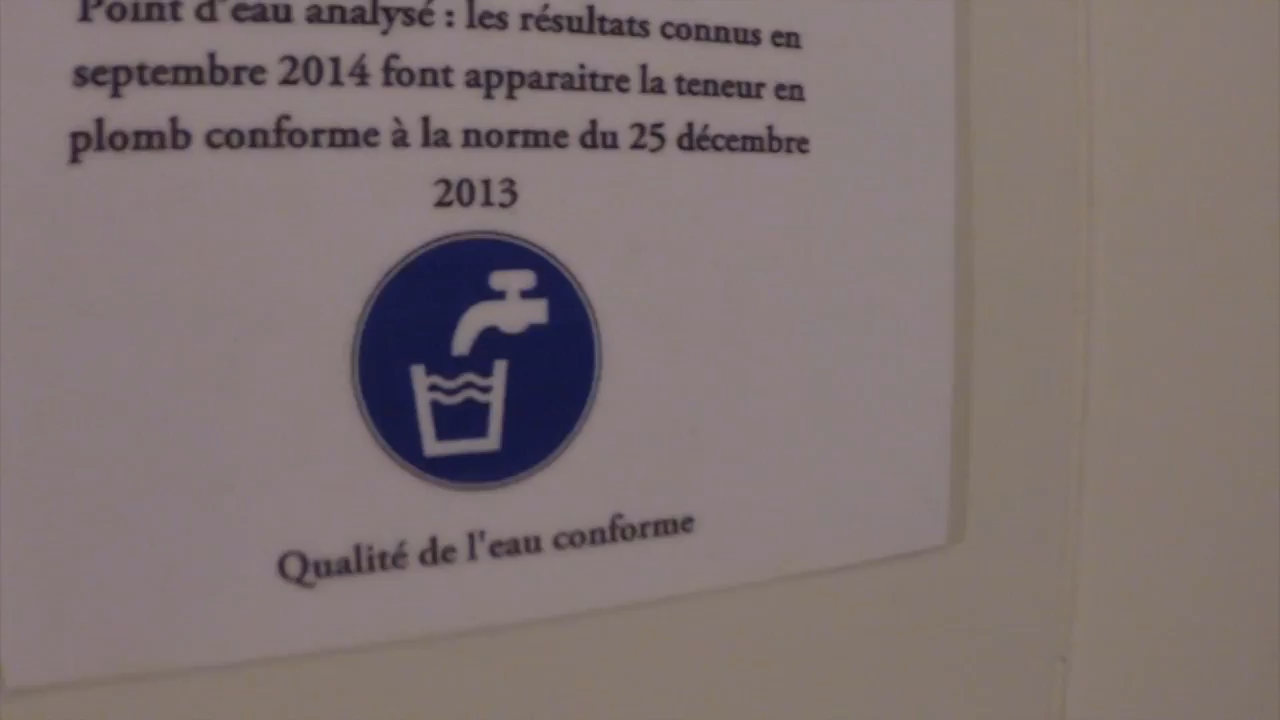 Point d'eau analysé : les résultats connus en
septembre 2014 font apparaitre la teneur en
plomb conforme à la norme du 25 décembre
2013
Qualité de l'eau conforme